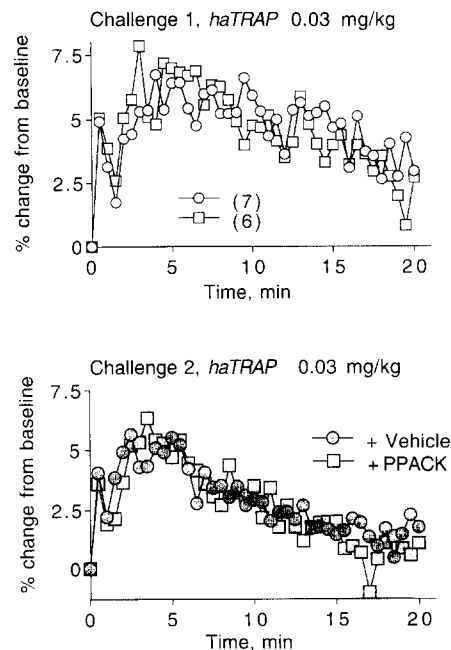 Challenge 1, haTRAP 0.03 mg/kg
% change from baseline
7.5
5
2.5
0
(7)
(6)
0 5 10 15 20
Time, min
Challenge 2, haTRAP 0.03 mg/kg
% change from baseline
7.5
5
2.5
0
+ Vehicle
+ PPACK
0 5 10 15 20
Time, min